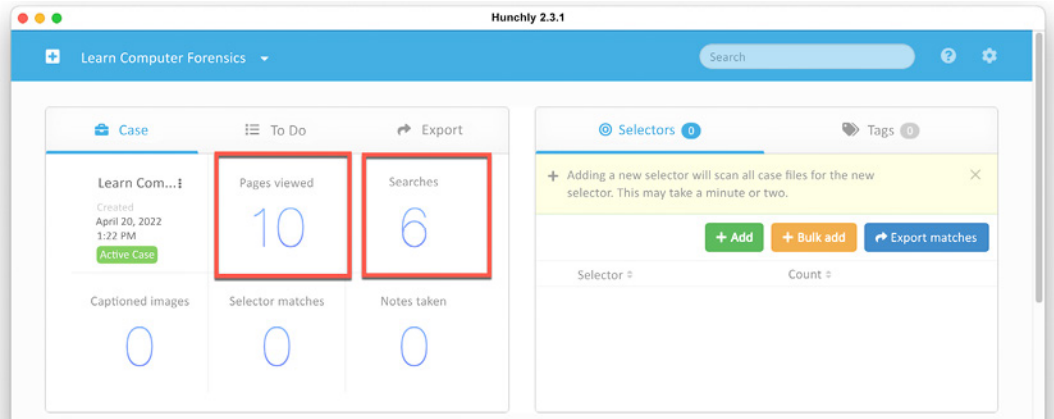 Hunchly 2.3.1
Learn Computer Forensics
Search
Case
To Do
Export
Learn Com...
Created
April 20, 2022
1:22 PM
Active Case
Pages viewed
10
Searches
6
Captioned images
0
Selector matches
0
Notes taken
0
Selectors 0
Tags 0
+ Adding a new selector will scan all case files for the new
selector. This may take a minute or two.
+ Add
+ Bulk add
Export matches
Selector
Count